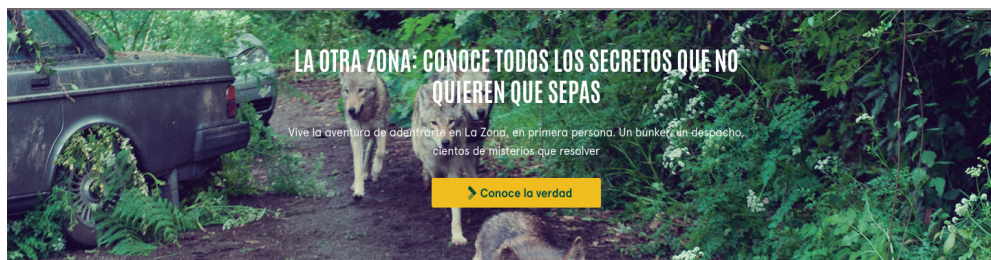 LA OTRA ZONA: CONOCE TODOS LOS SECRETOS QUE NO
QUIEREN QUE SEPAS
Vive la aventura de adentrarte en La Zona, en primera persona. Un búnker, un despacho,
cientos de misterios que resolver
Conoce la verdad